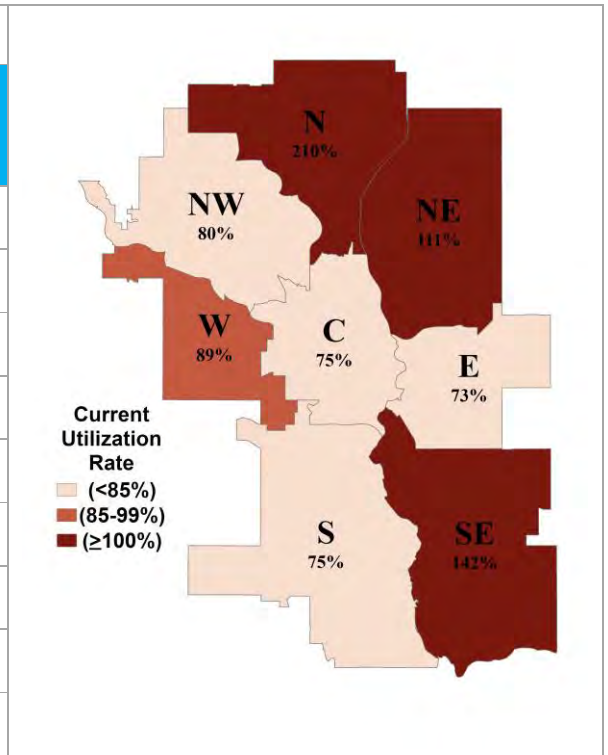 N
210%
NE
111%
NW
80%
W
89%
C
75%
E
73%
Current
Utilization
Rate
(<85%)
(85-99%)
(≥100%)
S
75%
SE
142%